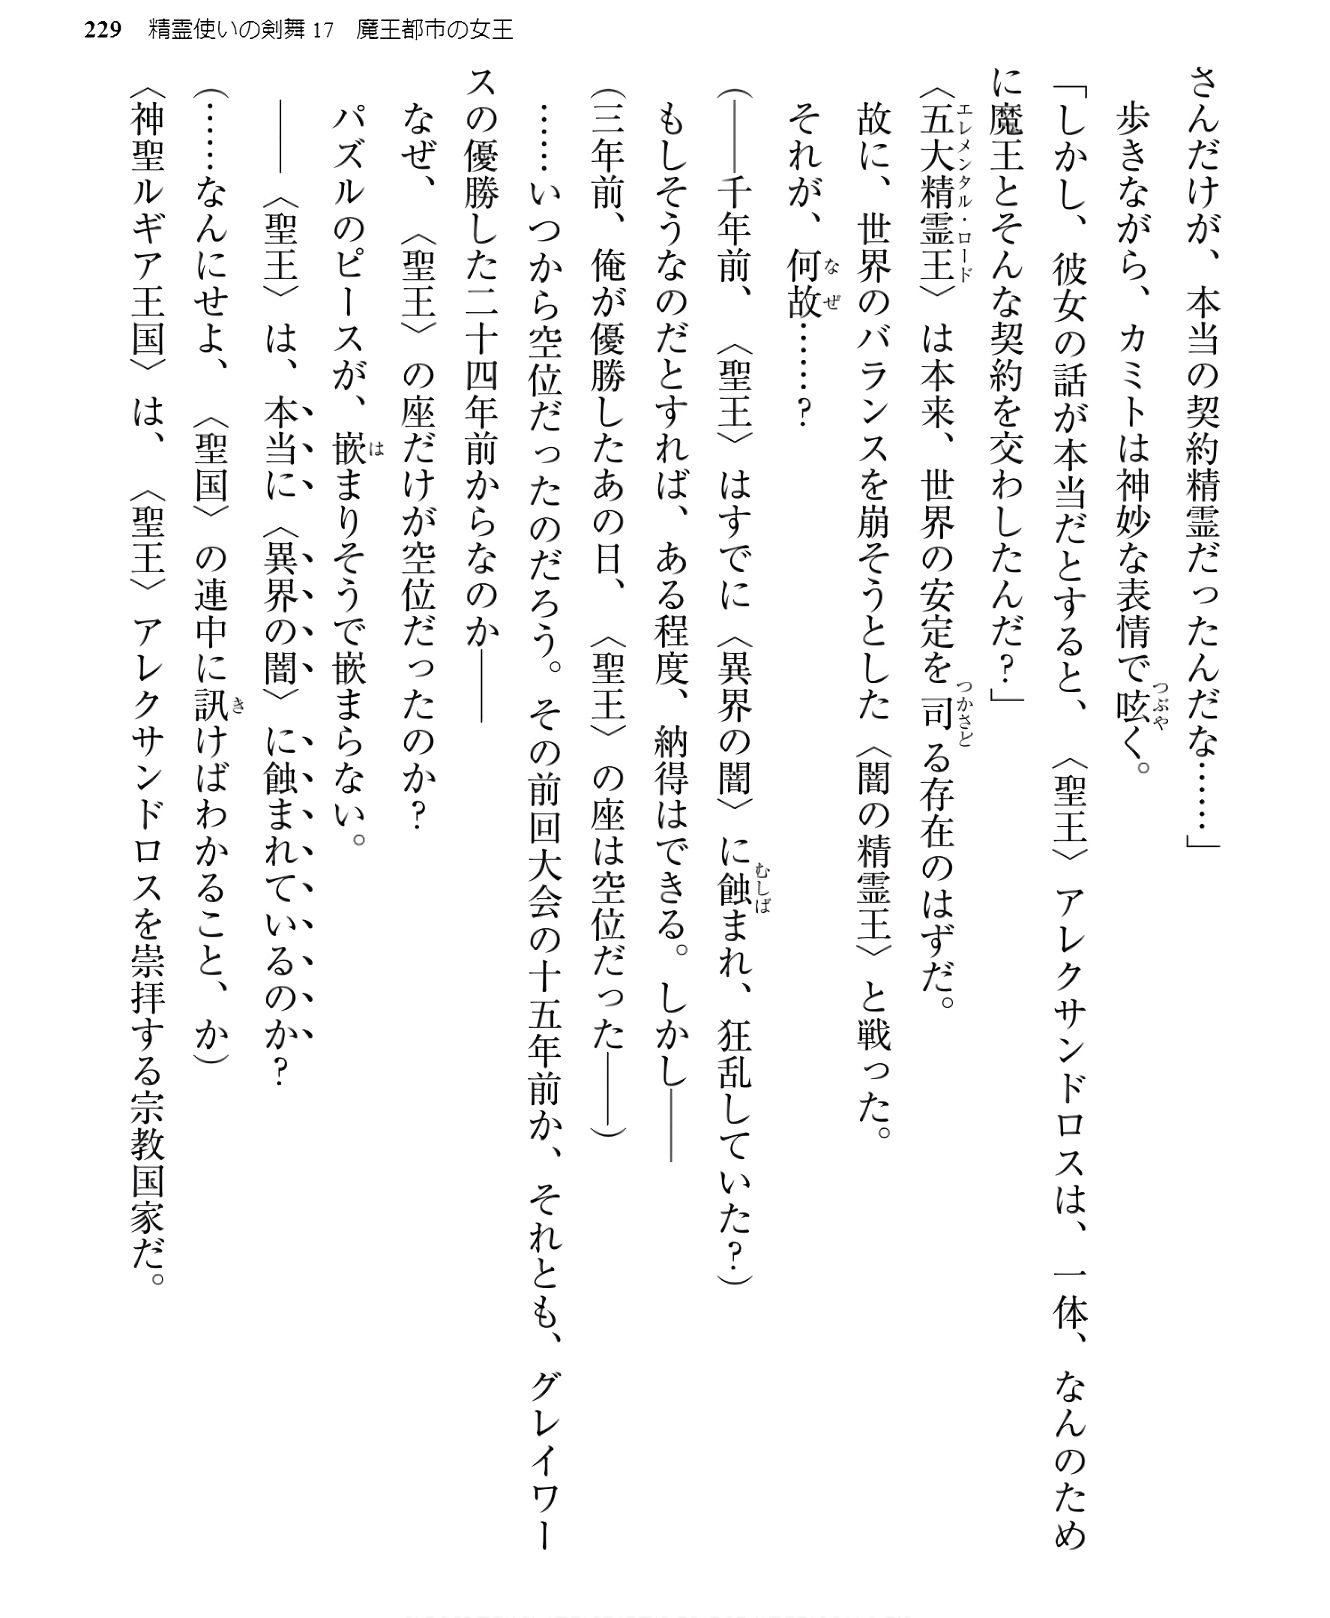 229 精霊使いの剣舞17 魔王都市の女王
さんだけが、本当の契約精霊だったんだな……」
歩きながら、カミトは神妙な表情で呟く。
「しかし、彼女の話が本当だとすると、〈聖王〉アレクサンドロスは、一体、なんのため
に魔王とそんな契約を交わしたんだ？」
〈五大精霊王〉は本来、世界の安定を司る存在のはずだ。
故に、世界のバランスを崩そうとした〈闇の精霊王〉と戦った。
それが、何故……？
(――千年前、〈聖王〉はすでに〈異界の闇〉に蝕まれ、狂乱していた？)
もしそうなのだとすれば、ある程度、納得はできる。しかし――
(三年前、俺が優勝したあの日、〈聖王〉の座は空位だった――)
……いつから空位だったのだろう。その前回大会の十五年前か、それとも、グレイワー
スの優勝した二十四年前からなのか――
なぜ、〈聖王〉の座だけが空位だったのか？
パズルのピースが、嵌まりそうで嵌まらない。
――〈聖王〉は、本当に〈異界の闇〉に蝕まれているのか？
(……なんにせよ、〈聖国〉の連中に訊けばわかること、か)
〈神聖ルギア王国〉は、〈聖王〉アレクサンドロスを崇拝する宗教国家だ。